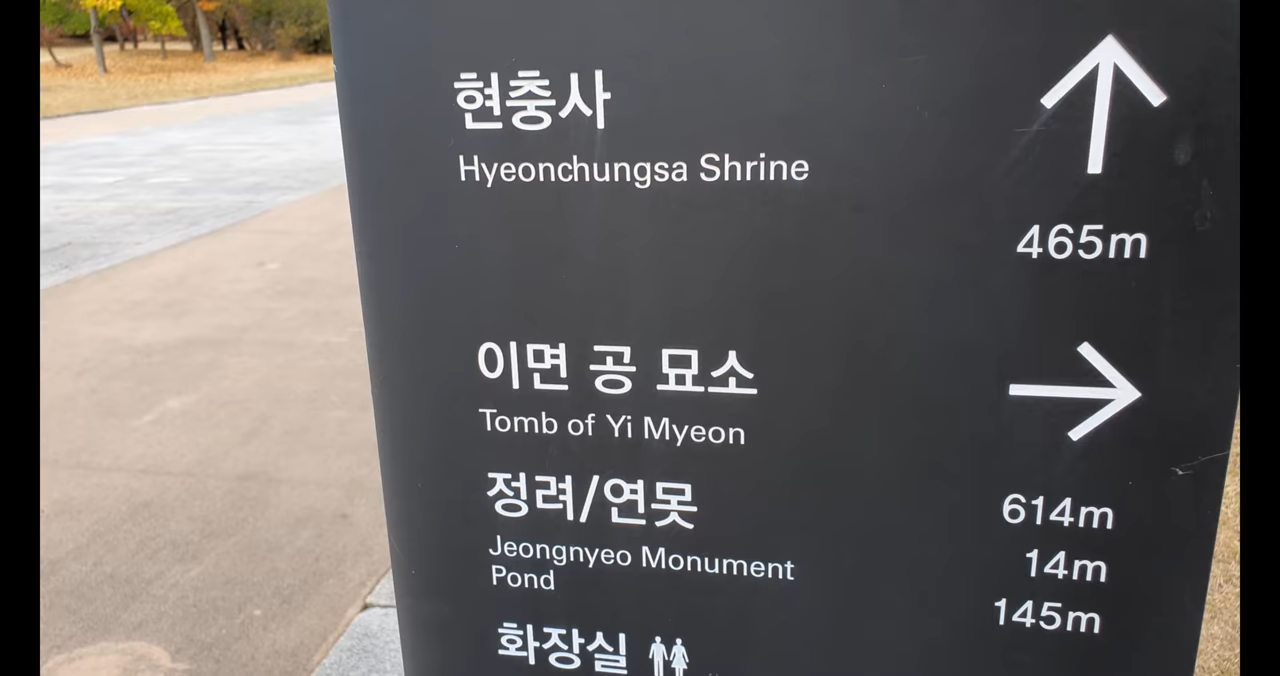 현충사
Hyeonchungsa Shrine
465m
이면 공 묘소
Tomb of Yi Myeon
정려/연못
Jeongnyeo Monument
Pond
614m
14m
145m
화장실